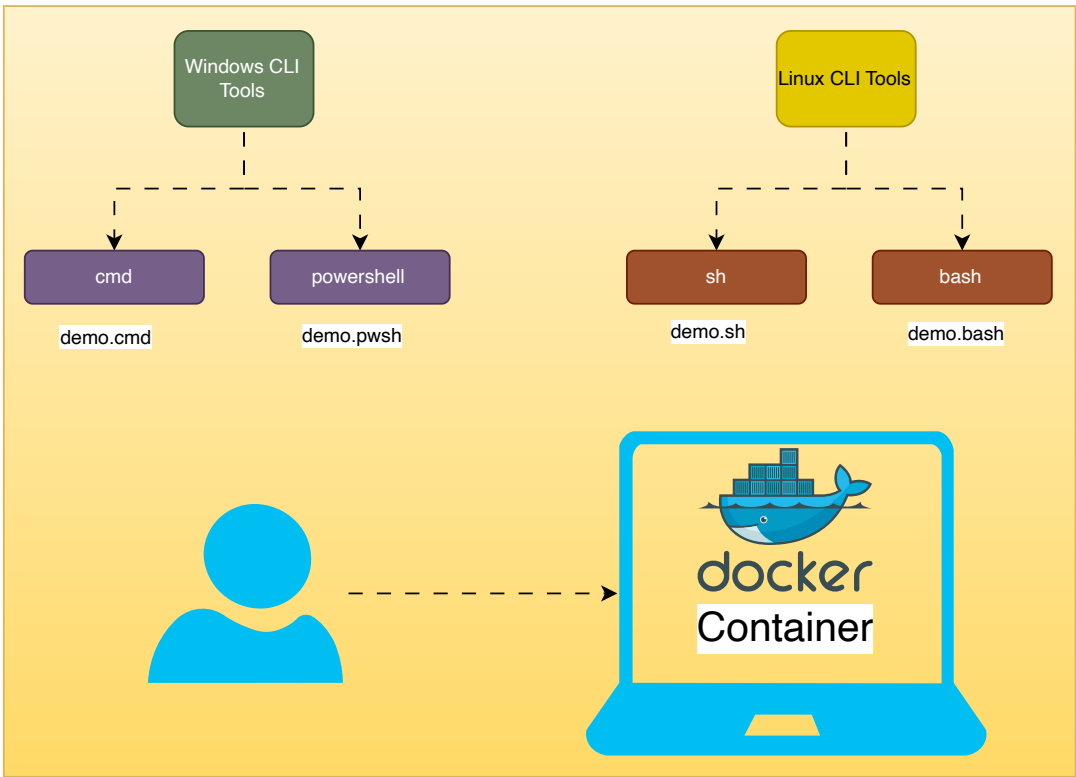 Windows CLI
Tools
Linux CLI Tools
cmd
powershell
sh
bash
demo.cmd
demo.pwsh
demo.sh
demo.bash
docker
Container